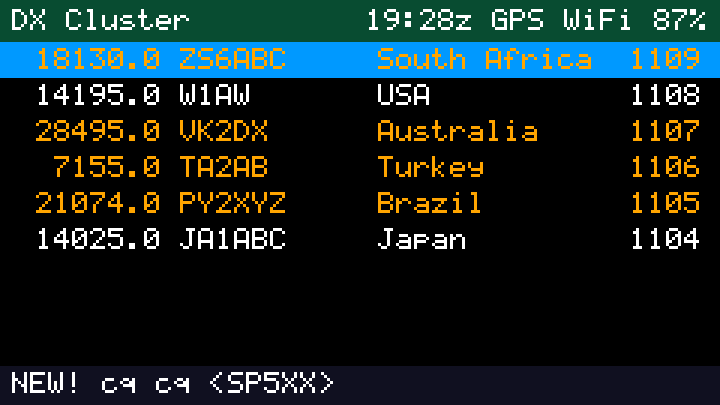 DX Cluster 19:28z GPS WiFi 87%
18130.0 ZS6ABC South Africa 1109
14195.0 W1AW USA 1108
28495.0 VK2DX Australia 1107
7155.0 TA2AB Turkey 1106
21074.0 PY2XYZ Brazil 1105
14025.0 JA1ABC Japan 1104
NEW! cq cq <SP5XX>